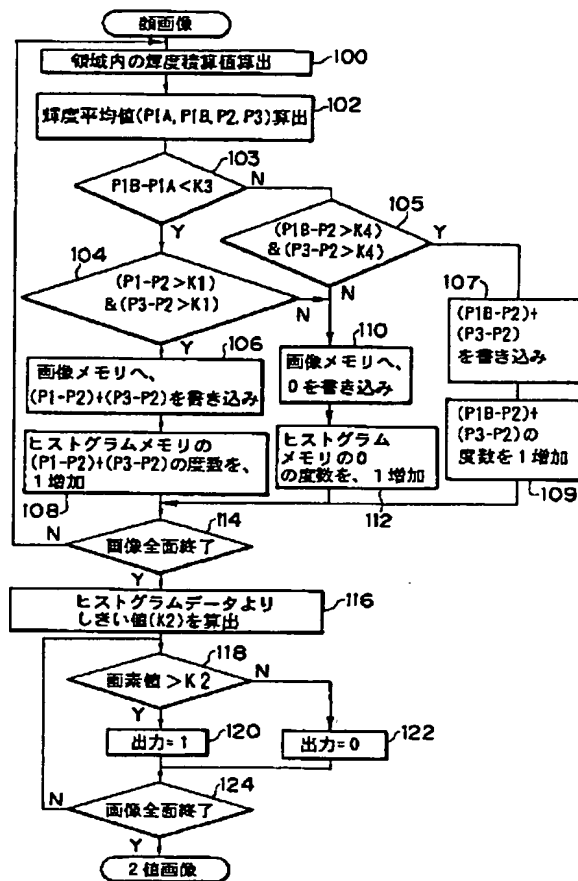 顔画像
領域内の輝度積算値算出
100
輝度平均値(P1A, P1B, P2, P3)算出
102
P1B-P1A<K3
103
N
Y
(P1B-P2>K4)
&(P3-P2>K4)
105
Y
N
104
(P1-P2>K1)
&(P3-P2>K1)
N
Y
107
(P1B-P2)+
(P3-P2)
を書き込み
106
画像メモリへ、
(P1-P2)+(P3-P2)を書き込み
110
画像メモリへ、
0を書き込み
ヒストグラムメモリの
(P1-P2)+(P3-P2)の度数を、
1増加
108
ヒストグラム
メモリの0
の度数を、1増加
112
(P1B-P2)+
(P3-P2)の
度数を1増加
109
114
N
画像全面終了
Y
ヒストグラムデータより
しきい値(K2)を算出
116
118
画素値>K2
N
Y
出力=1
120
出力=0
122
124
N
画像全面終了
Y
2値画像